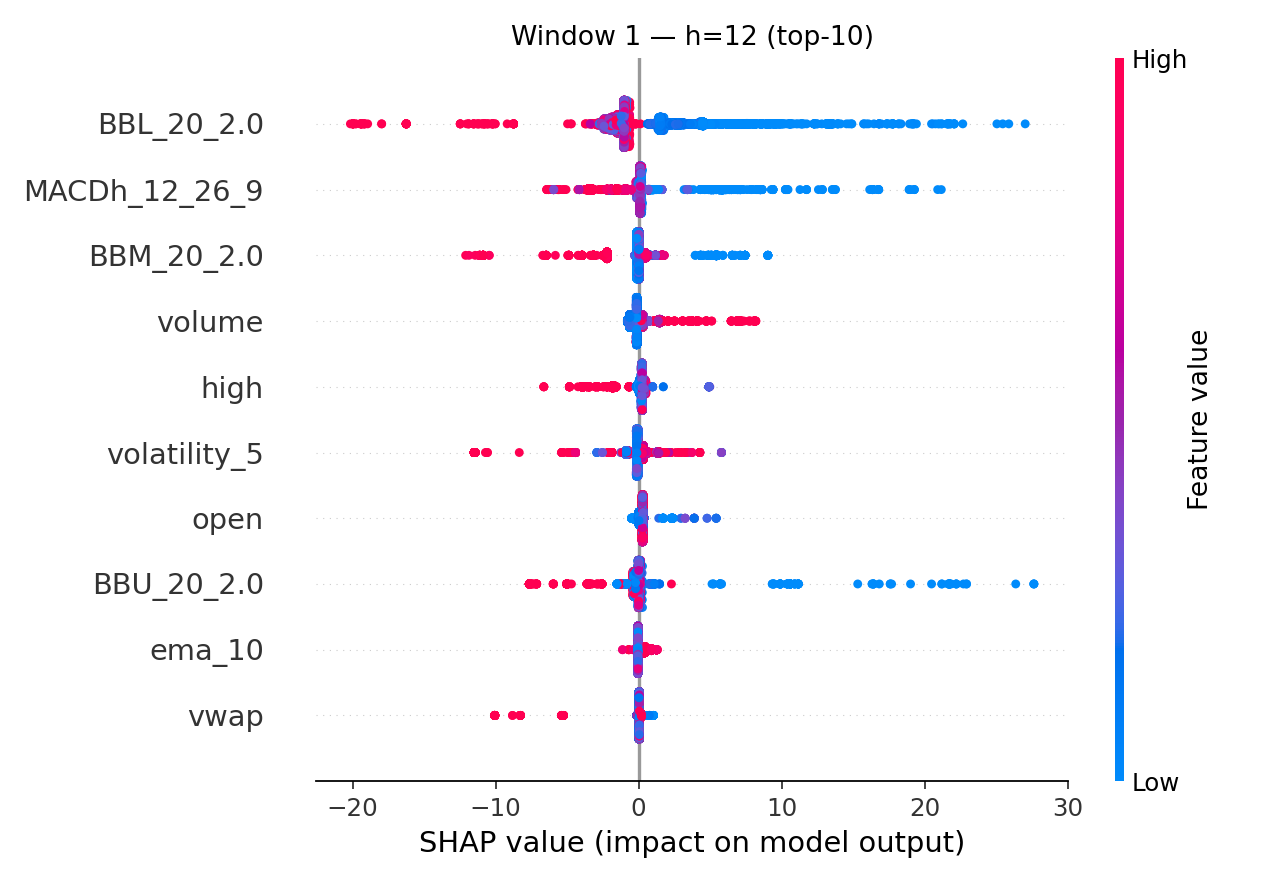 Window 1 — h=12 (top-10)
High
BBL_20_2.0
MACDh_12_26_9
BBM_20_2.0
volume
high
volatility_5
open
BBU_20_2.0
ema_10
vwap
Feature value
Low
−20 −10 0 10 20 30
SHAP value (impact on model output)